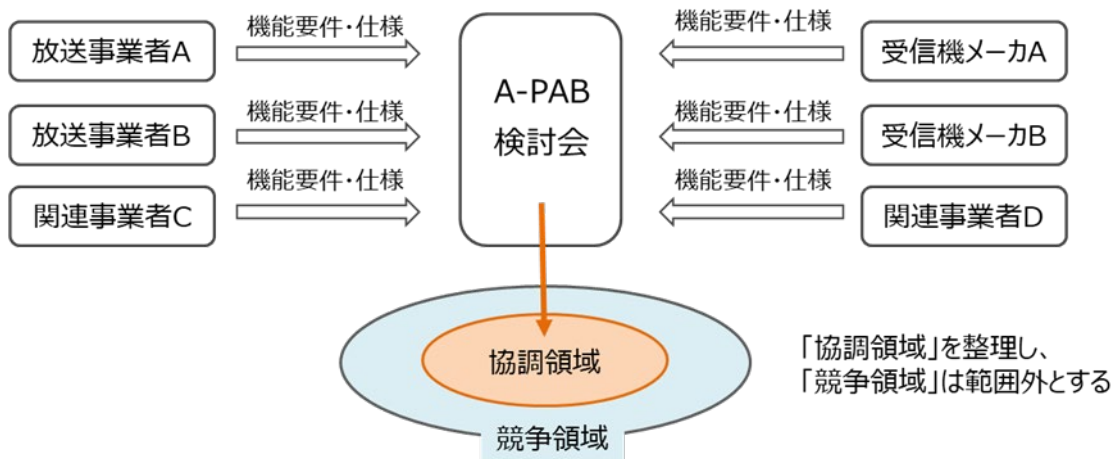 放送事業者A
機能要件・仕様
A-PAB
検討会
機能要件・仕様
受信機メーカA
放送事業者B
機能要件・仕様
機能要件・仕様
受信機メーカB
関連事業者C
機能要件・仕様
機能要件・仕様
関連事業者D
協調領域
競争領域
「協調領域」を整理し、
「競争領域」は範囲外とする